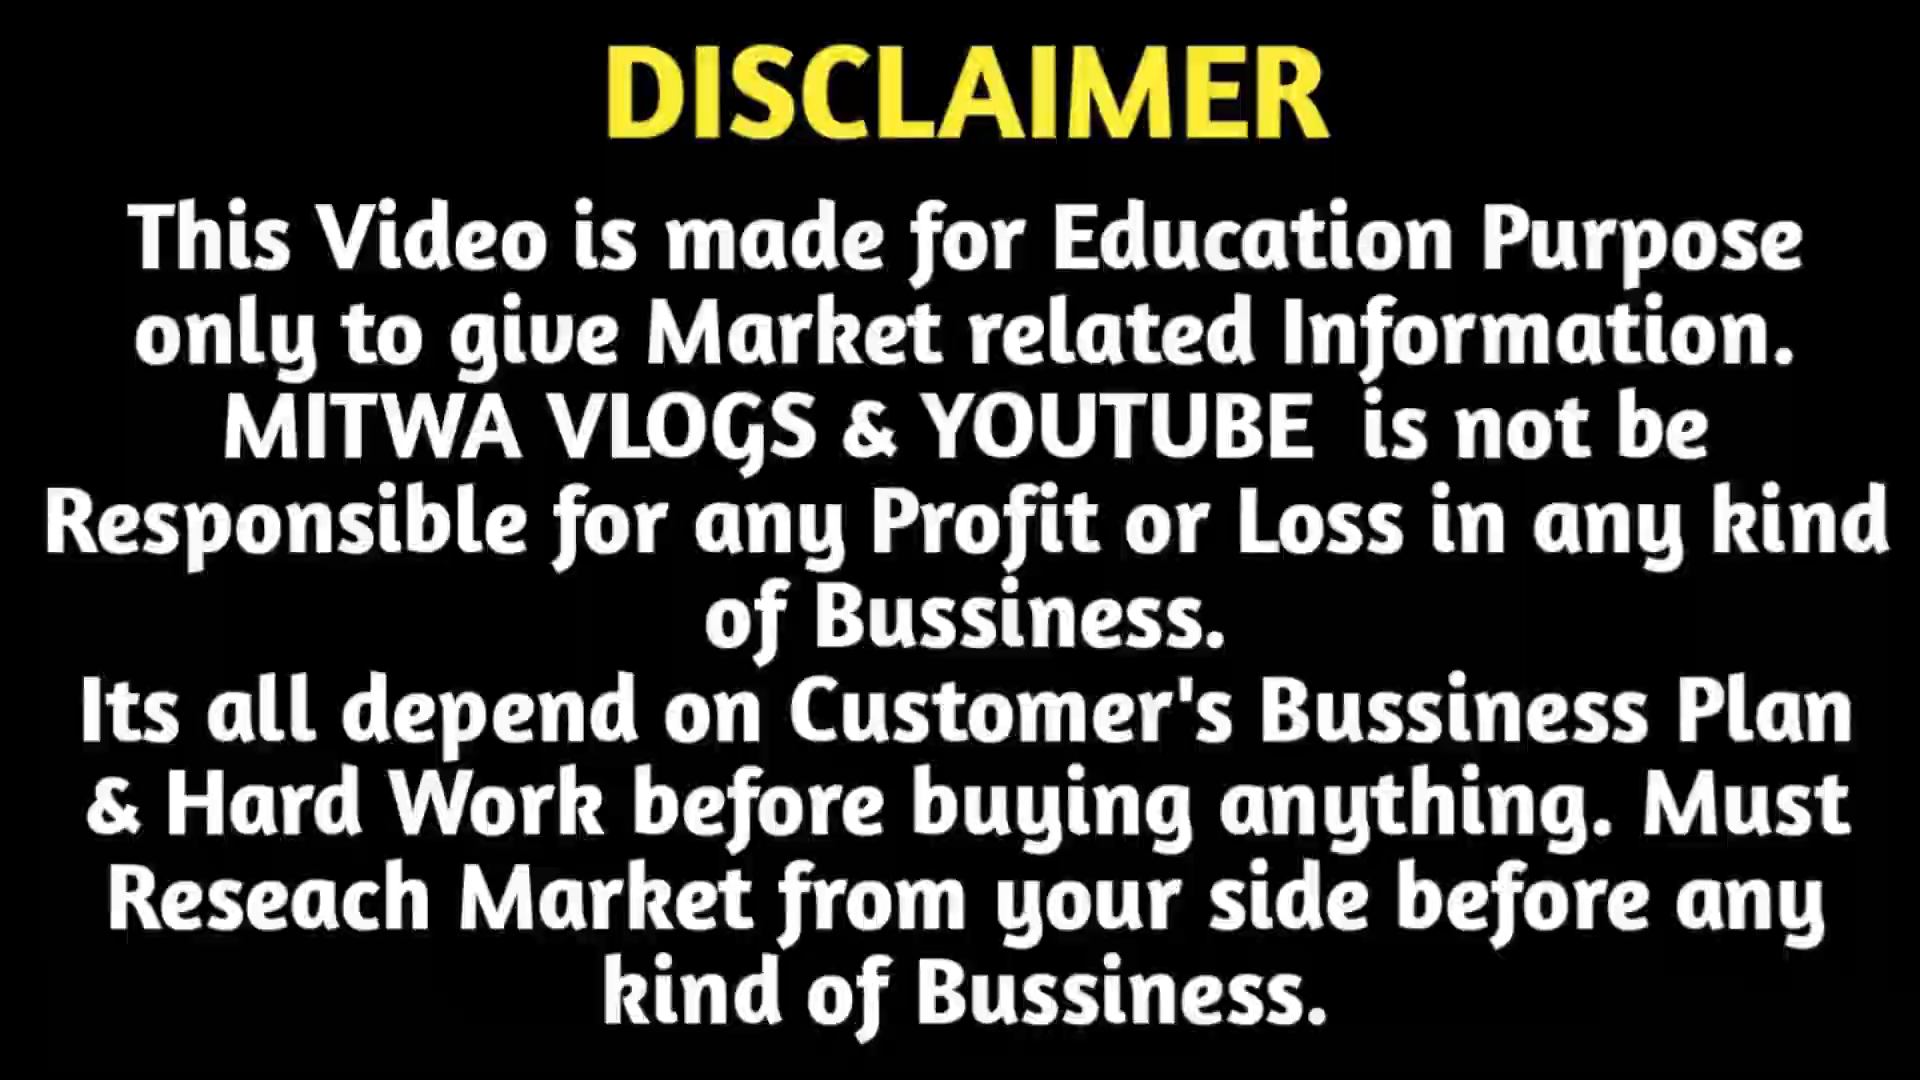 DISCLAIMER
This Video is made for Education Purpose
only to give Market related Information.
MITWA VLOGS & YOUTUBE is not be
Responsible for any Profit or Loss in any kind
of Bussiness.
Its all depend on Customer's Bussiness Plan
& Hard Work before buying anything. Must
Reseach Market from your side before any
kind of Bussiness.